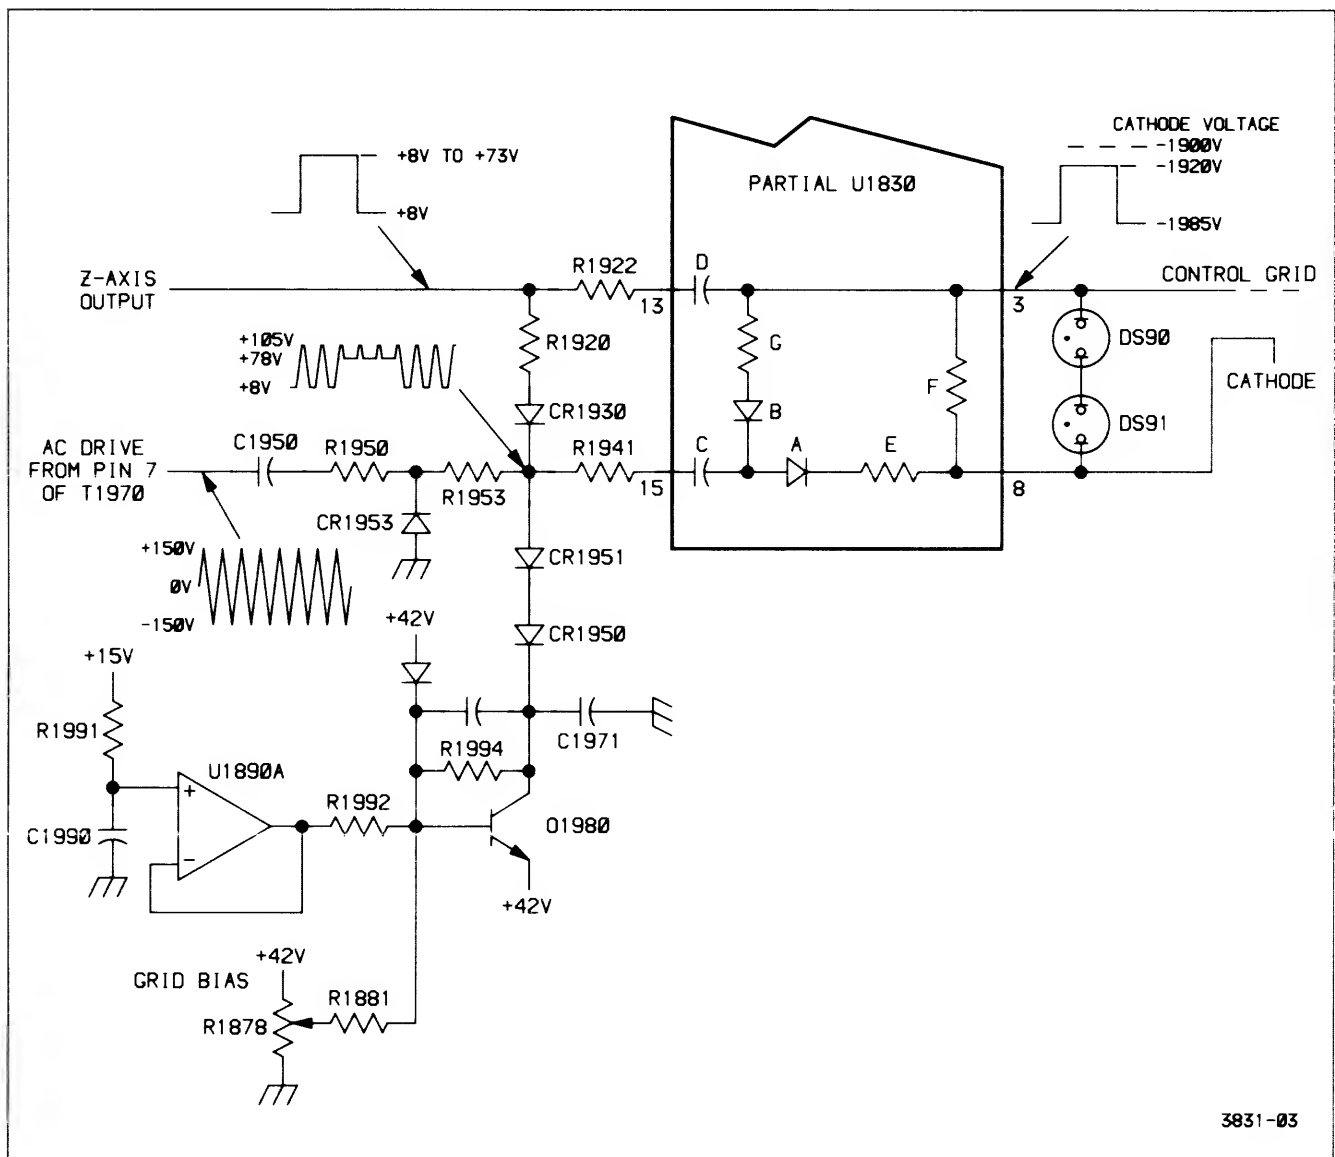 CATHODE VOLTAGE
-1900V
-1920V
-1985V
+8V TO +73V
+8V
PARTIAL U1830
Z-AXIS
OUTPUT
R1922
13
D
3
CONTROL GRID
+105V
+78V
+8V
R1920
G
F
DS90
CR1930
B
CATHODE
AC DRIVE
FROM PIN 7
OF T1970
C1950
R1950
R1953
R1941
15
C
A
E
8
DS91
CR1953
+150V
0V
-150V
CR1951
+42V
CR1950
+15V
R1991
C1971
R1994
U1890A
+
-
R1992
Q1980
C1990
+42V
+42V
GRID BIAS
R1878
R1881
3831-03